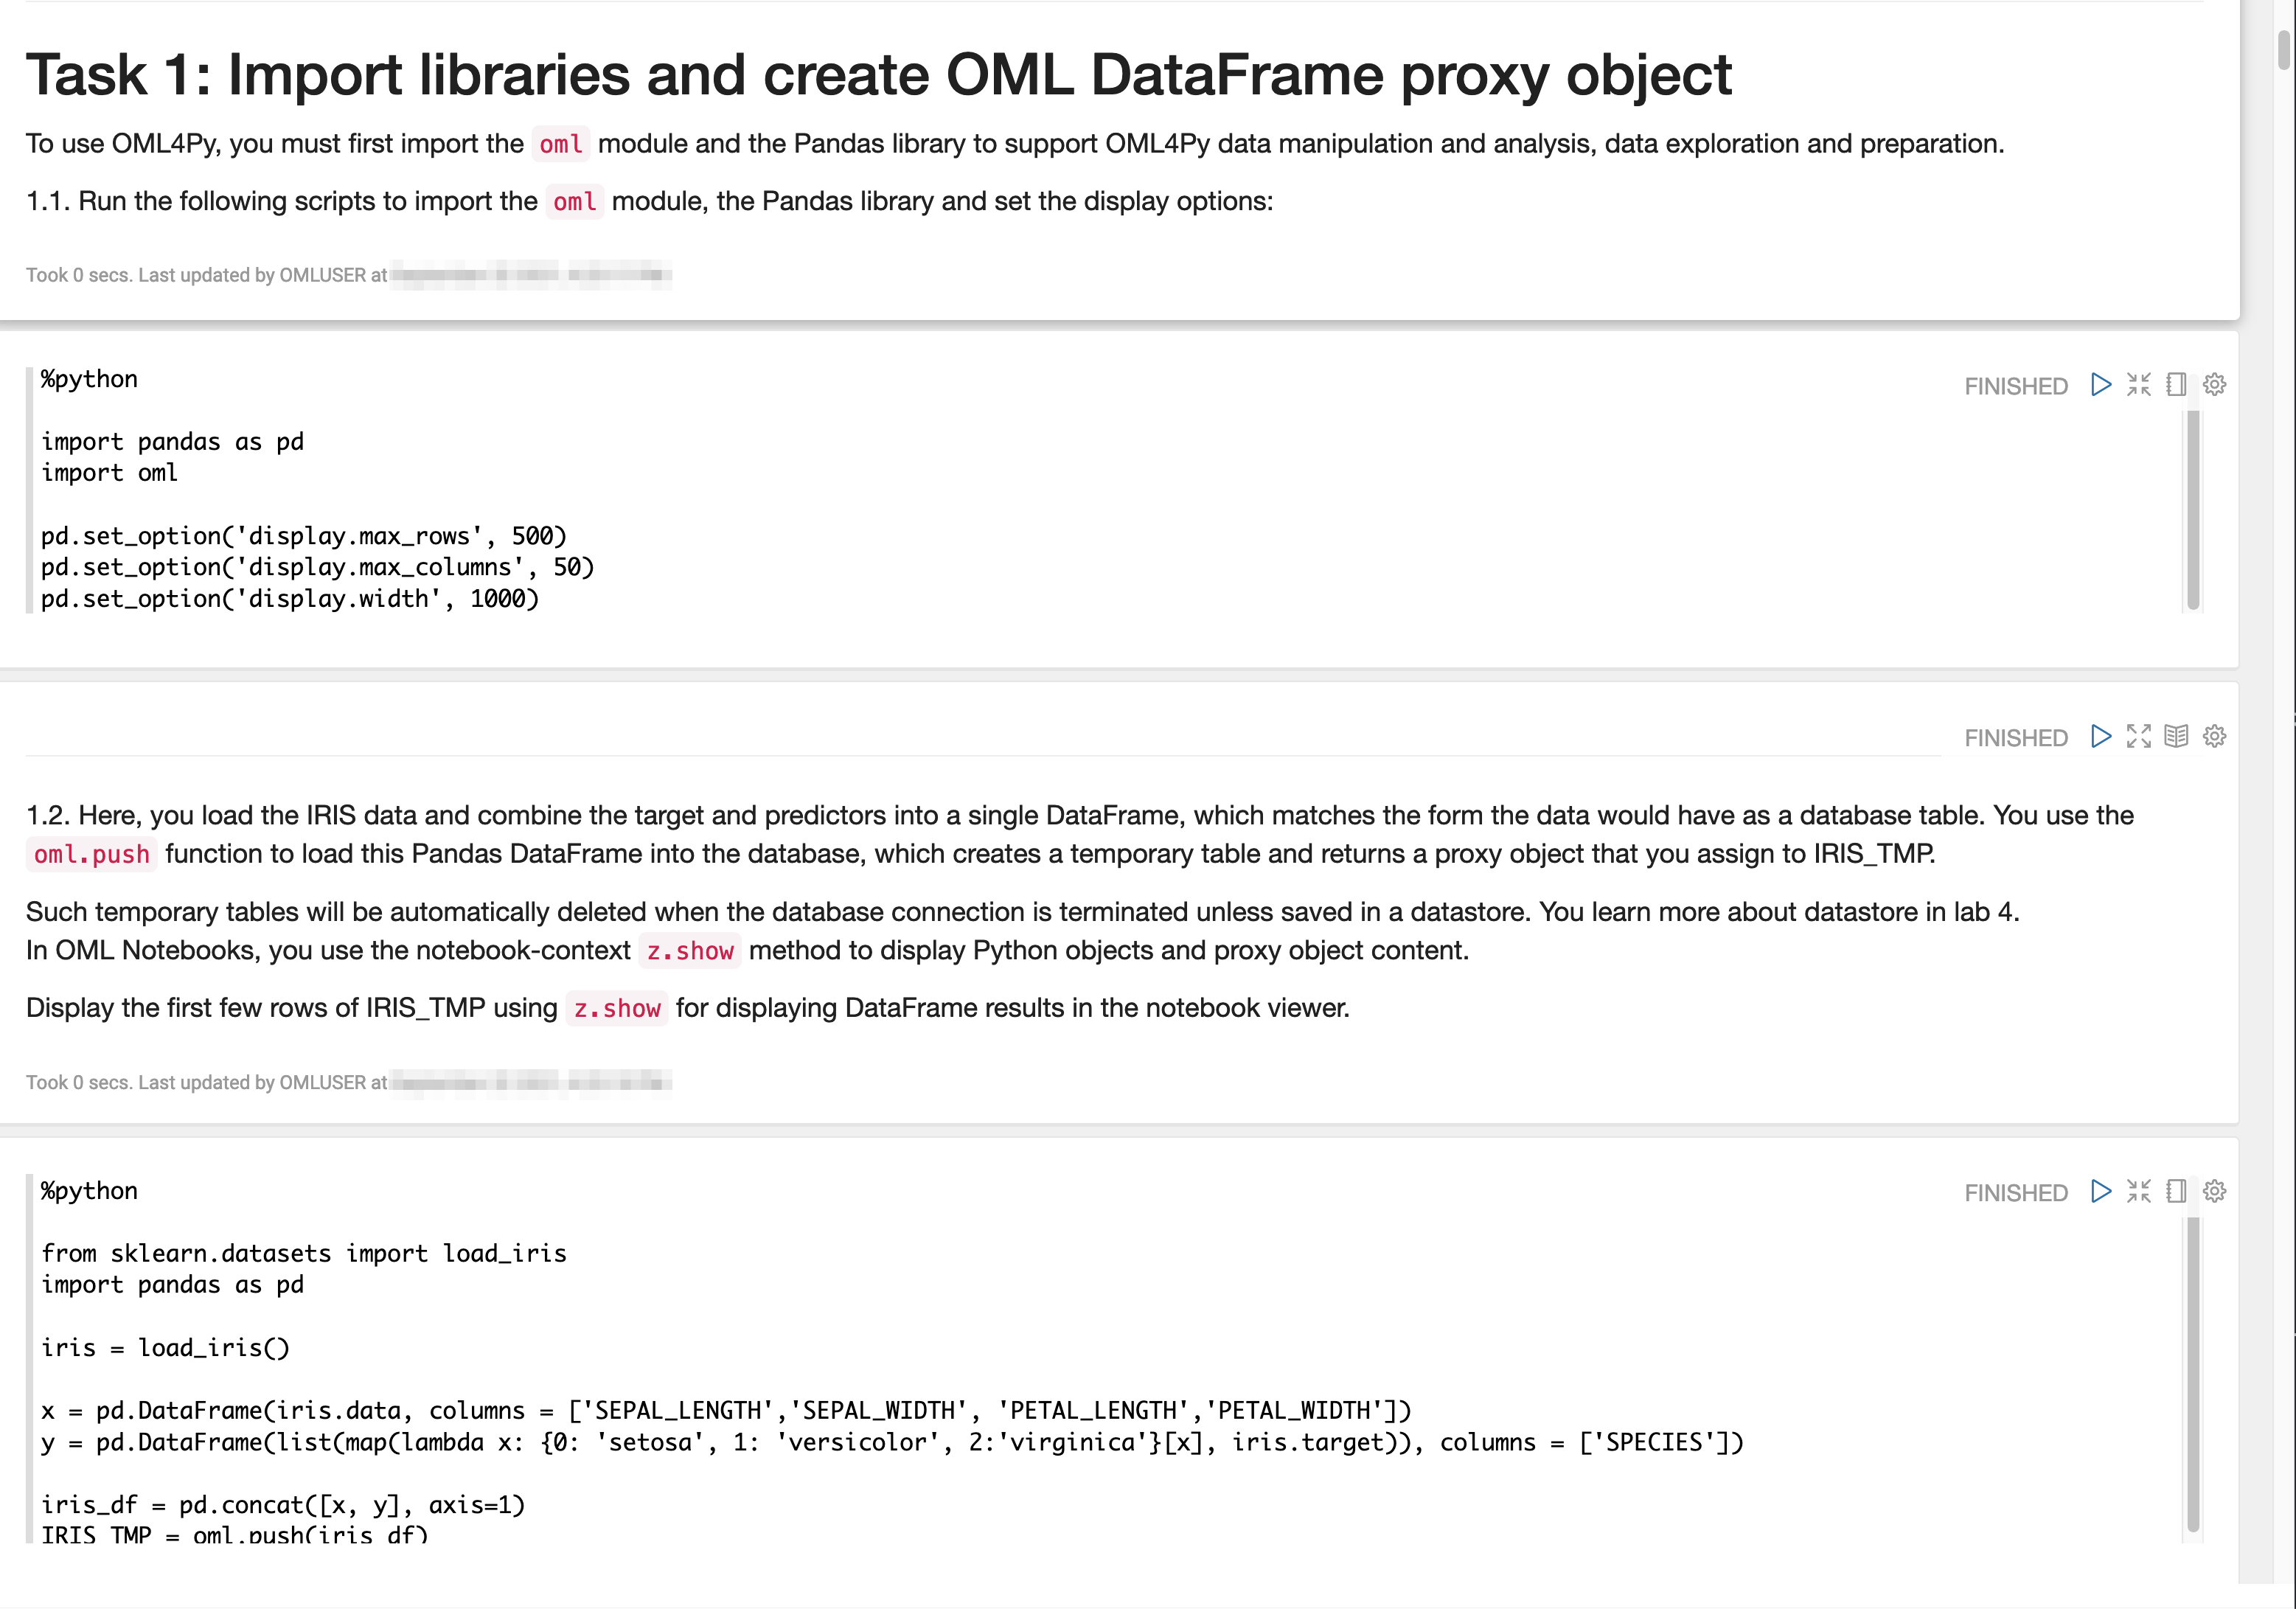 Task 1: Import libraries and create OML DataFrame proxy object
To use OML4Py, you must first import the oml module and the Pandas library to support OML4Py data manipulation and analysis, data exploration and preparation.
1.1. Run the following scripts to import the oml module, the Pandas library and set the display options:
Took 0 secs. Last updated by OMLUSER at
%python
FINISHED
import pandas as pd
import oml
pd.set_option('display.max_rows', 500)
pd.set_option('display.max_columns', 50)
pd.set_option('display.width', 1000)
FINISHED
1.2. Here, you load the IRIS data and combine the target and predictors into a single DataFrame, which matches the form the data would have as a database table. You use the
oml.push function to load this Pandas DataFrame into the database, which creates a temporary table and returns a proxy object that you assign to IRIS_TMP.
Such temporary tables will be automatically deleted when the database connection is terminated unless saved in a datastore. You learn more about datastore in lab 4.
In OML Notebooks, you use the notebook-context z.show method to display Python objects and proxy object content.
Display the first few rows of IRIS_TMP using z.show for displaying DataFrame results in the notebook viewer.
Took 0 secs. Last updated by OMLUSER at
%python
FINISHED
from sklearn.datasets import load_iris
import pandas as pd
iris = load_iris()
x = pd.DataFrame(iris.data, columns = ['SEPAL_LENGTH','SEPAL_WIDTH', 'PETAL_LENGTH','PETAL_WIDTH'])
y = pd.DataFrame(list(map(lambda x: {0: 'setosa', 1: 'versicolor', 2:'virginica'}[x], iris.target)), columns = ['SPECIES'])
iris_df = pd.concat([x, y], axis=1)
IRIS_TMP = oml.push(iris_df)